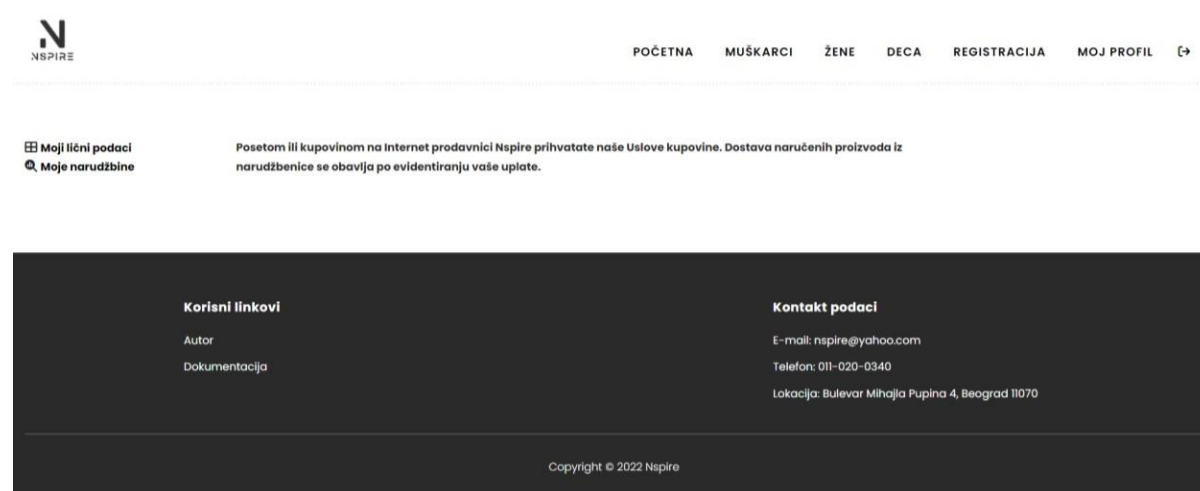 N
NSPIRE
POČETNA MUŠKARCI ŽENE DECA REGISTRACIJA MOJ PROFIL
Moji lični podaci
Moje narudžbine
Posetom ili kupovinom na Internet prodavnici Nspire prihvatate naše Uslove kupovine. Dostava naručenih proizvoda iz
narudžbenice se obavlja po evidentiranju vaše uplate.
Korisni linkovi
Autor
Dokumentacija
Kontakt podaci
E-mail: nspire@yahoo.com
Telefon: 011-020-0340
Lokacija: Bulevar Mihajla Pupina 4, Beograd 11070
Copyright © 2022 Nspire